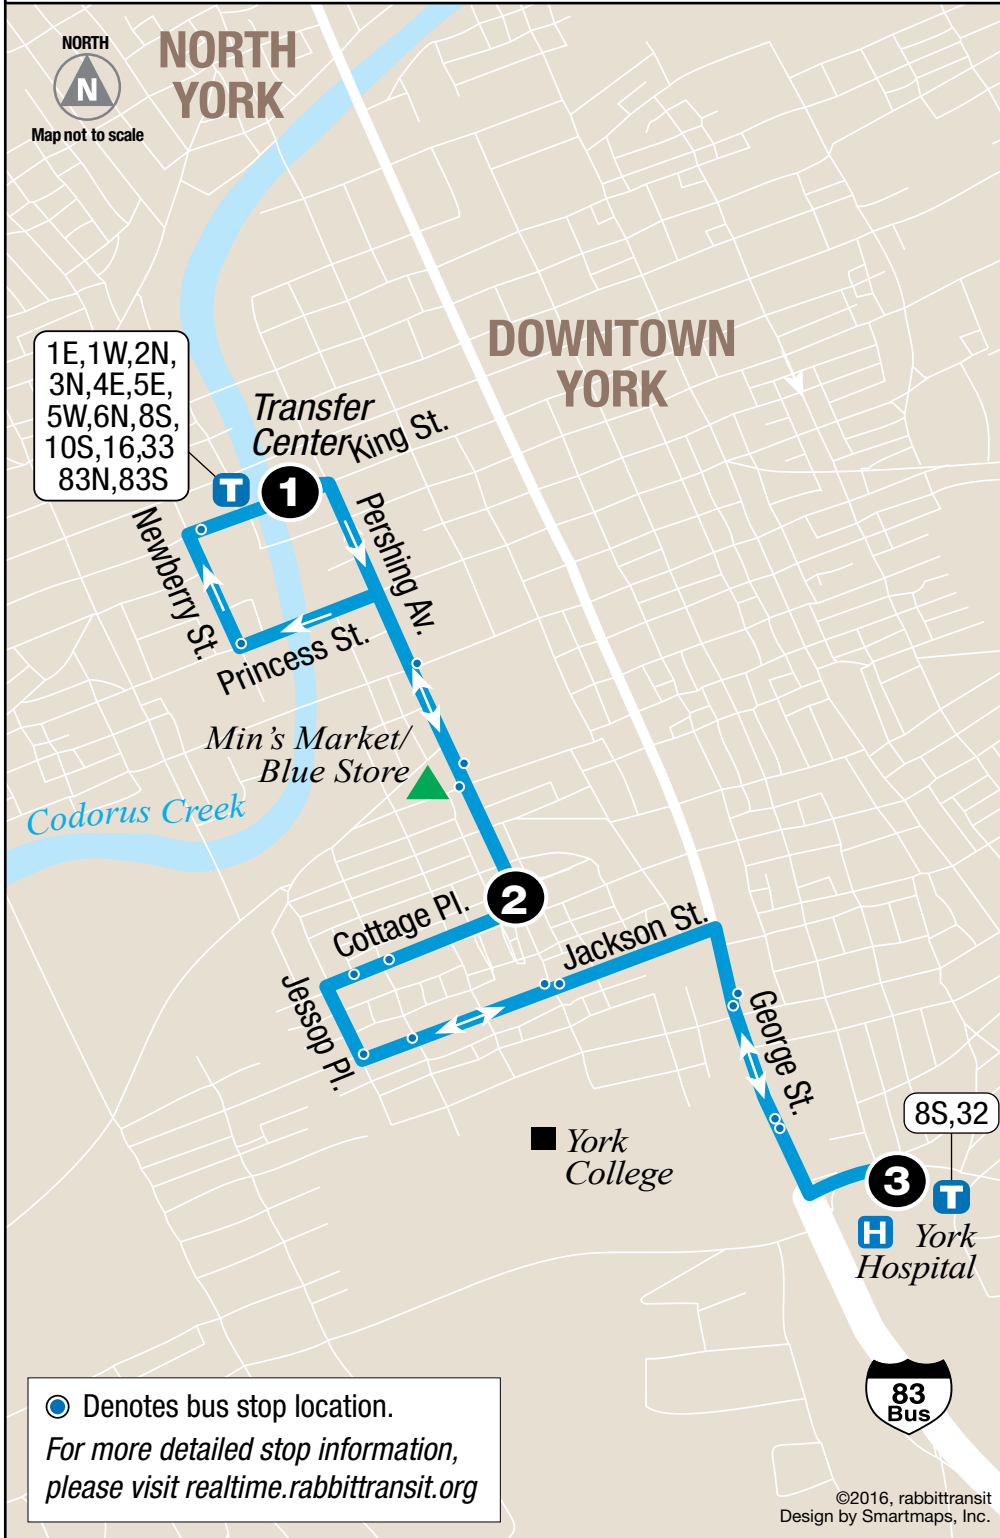 NORTH
N
Map not to scale
NORTH
YORK
DOWNTOWN
YORK
1E,1W,2N,
3N,4E,5E,
5W,6N,8S,
10S,16,33
83N,83S
Transfer
Center
King St.
T
1
Pershing Av.
Newberry St.
Princess St.
Min's Market/
Blue Store
Codorus Creek
2
Cottage Pl.
Jackson St.
Jessop Pl.
George St.
8S,32
York
College
3
T
H
York
Hospital
83
Bus
Denotes bus stop location.
For more detailed stop information,
please visit realtime.rabbittransit.org
©2016, rabbittransit
Design by Smartmaps, Inc.